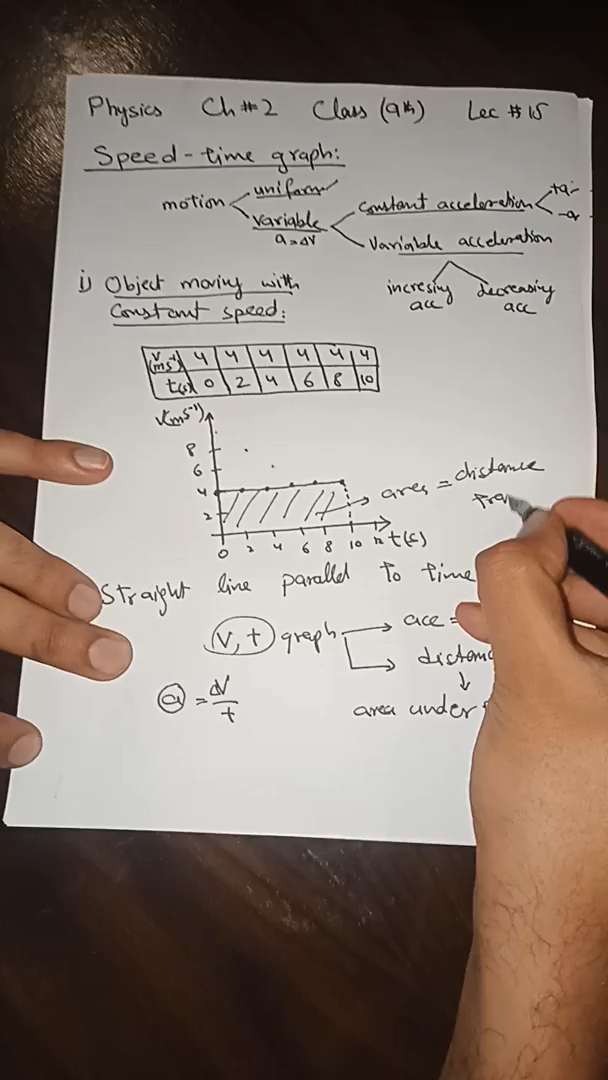 Physics Ch #2 Class (9th) Lec # 15
Speed-time graph:
motion
uniform
variable
a=ΔV
constant acceleration
+a
-a
Variable acceleration
incresing acc
decreasing acc
i) Object moving with
Constant speed:
V(ms⁻¹) 4 4 4 4 4 4
t(s) 0 2 4 6 8 10
V(ms⁻¹)
8
6
4
2
0 2 4 6 8 10 12 t(s)
area = distance
tra
Straight line parallel to time
(V, t) graph
acc =
distanc
a = ΔV/t
area under